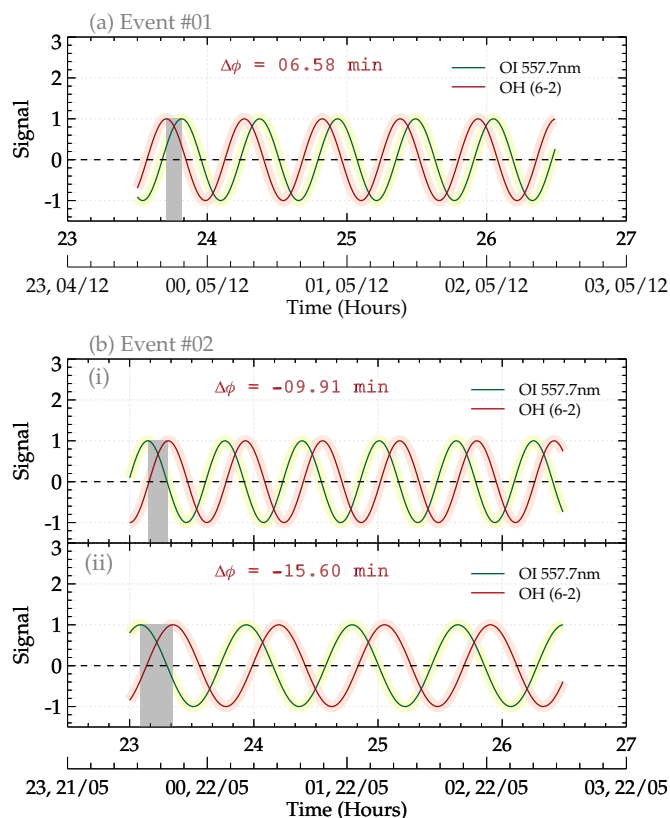 (a) Event #01
Δϕ = 06.58 min
OI 557.7nm
OH (6-2)
Signal
3
2
1
0
-1
23 24 25 26 27
23, 04/12 00, 05/12 01, 05/12 02, 05/12 03, 05/12
Time (Hours)
(b) Event #02
(i)
Δϕ = -09.91 min
OI 557.7nm
OH (6-2)
Signal
3
2
1
0
-1
(ii)
Δϕ = -15.60 min
OI 557.7nm
OH (6-2)
Signal
3
2
1
0
-1
23 24 25 26 27
23, 21/05 00, 22/05 01, 22/05 02, 22/05 03, 22/05
Time (Hours)